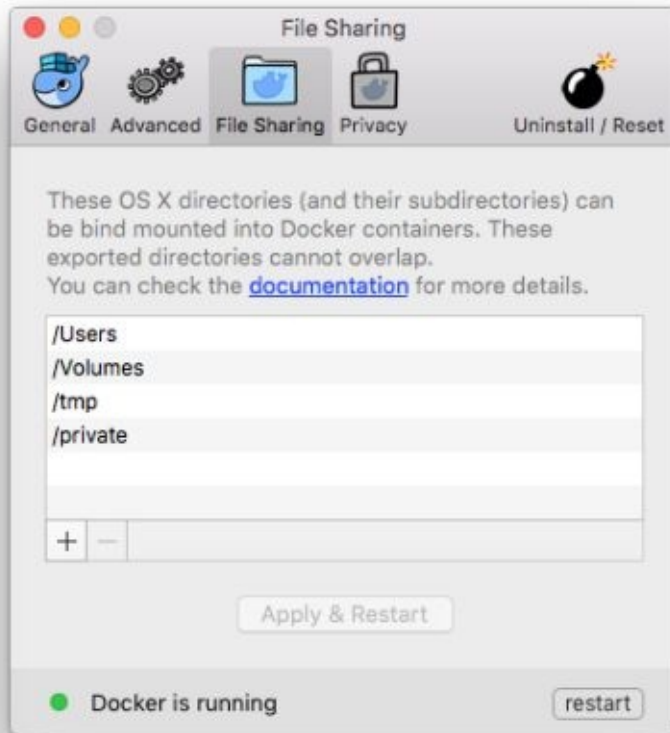 File Sharing
General Advanced File Sharing Privacy Uninstall / Reset
These OS X directories (and their subdirectories) can
be bind mounted into Docker containers. These
exported directories cannot overlap.
You can check the documentation for more details.
/Users
/Volumes
/tmp
/private
+ −
Apply & Restart
Docker is running restart